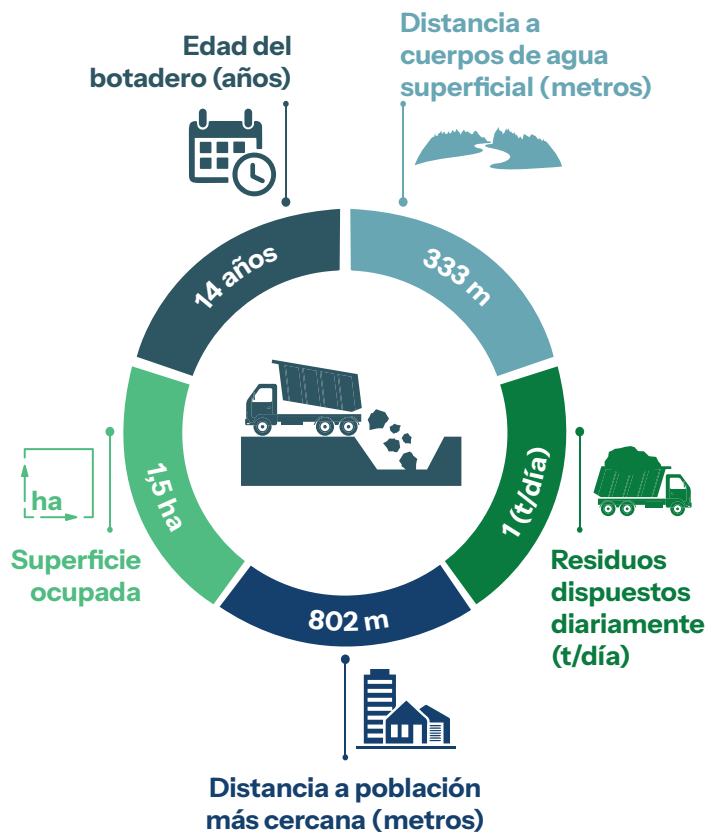 Edad del
botadero (años)
Distancia a
cuerpos de agua
superficial (metros)
14 años
333 m
1,5 ha
1 (t/día)
802 m
ha
Superficie
ocupada
Residuos
dispuestos
diariamente
(t/día)
Distancia a población
más cercana (metros)